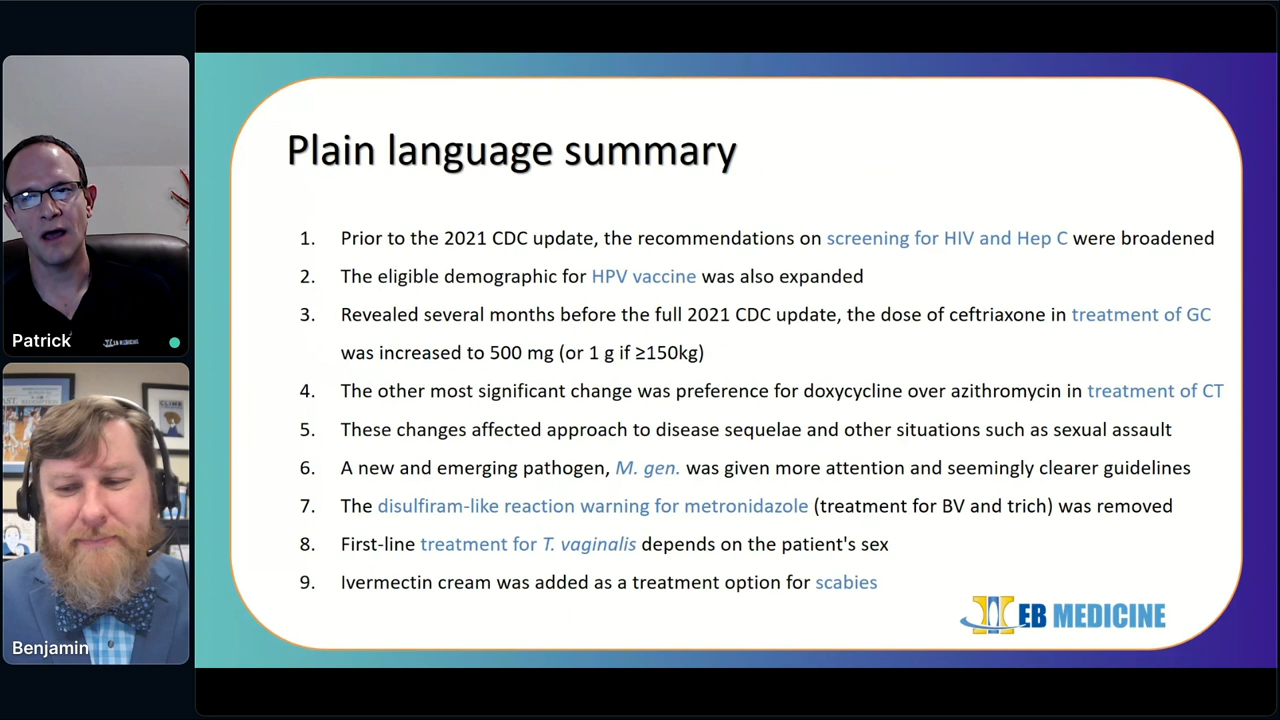 Plain language summary
1. Prior to the 2021 CDC update, the recommendations on screening for HIV and Hep C were broadened
2. The eligible demographic for HPV vaccine was also expanded
3. Revealed several months before the full 2021 CDC update, the dose of ceftriaxone in treatment of GC
was increased to 500 mg (or 1 g if ≥150kg)
4. The other most significant change was preference for doxycycline over azithromycin in treatment of CT
5. These changes affected approach to disease sequelae and other situations such as sexual assault
6. A new and emerging pathogen, M. gen. was given more attention and seemingly clearer guidelines
7. The disulfiram-like reaction warning for metronidazole (treatment for BV and trich) was removed
8. First-line treatment for T. vaginalis depends on the patient's sex
9. Ivermectin cream was added as a treatment option for scabies
EB MEDICINE
Patrick
EB MEDICINE
CLIMB
Benjamin